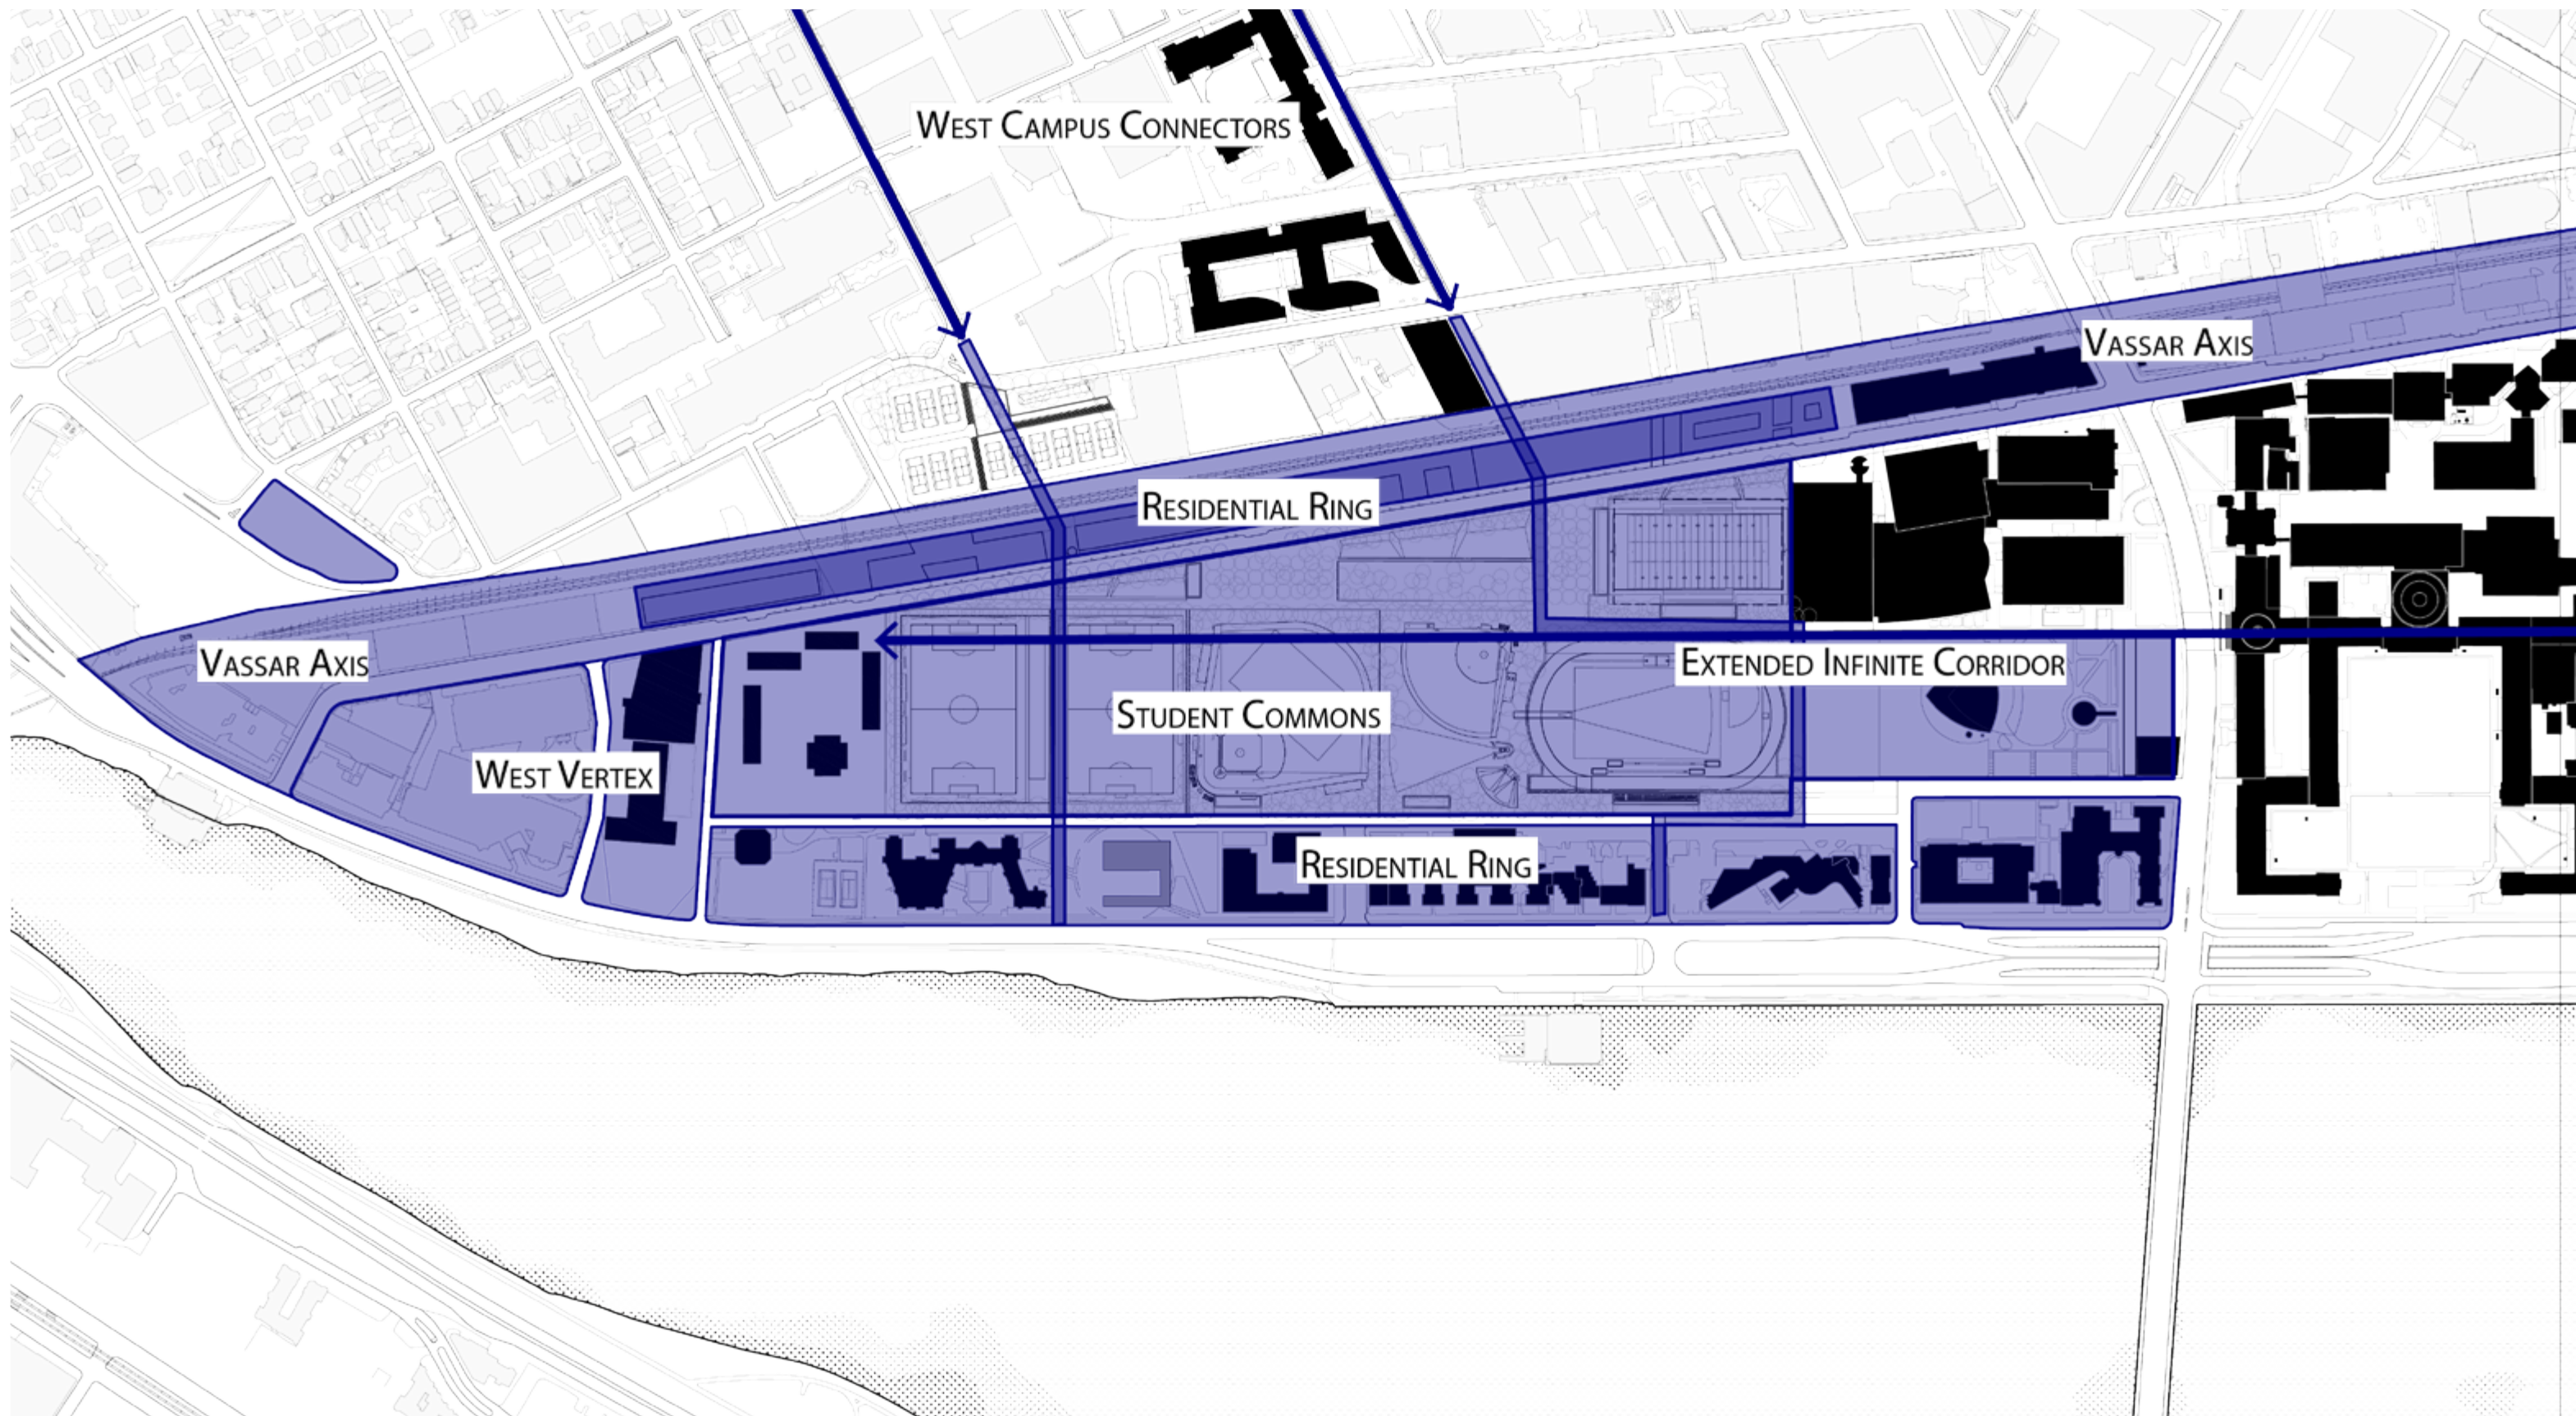 West Campus Connectors
Vassar Axis
Residential Ring
Vassar Axis
Extended Infinite Corridor
Student Commons
West Vertex
Residential Ring